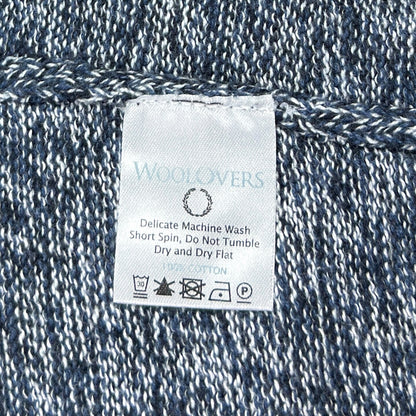 WOOLOVERS
Delicate Machine Wash
Short Spin, Do Not Tumble
Dry and Dry Flat
100% COTTON
30
P